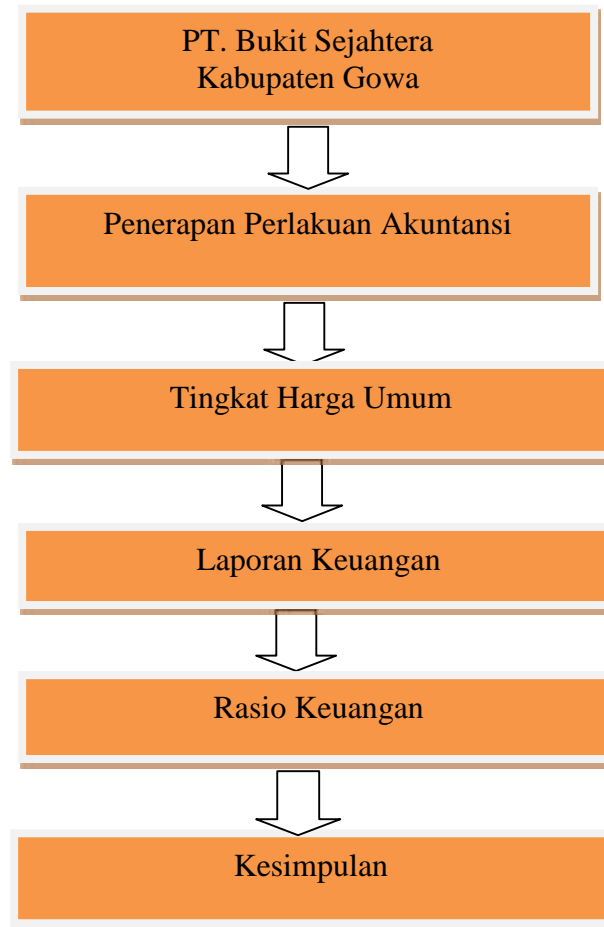 PT. Bukit Sejahtera
Kabupaten Gowa
Penerapan Perlakuan Akuntansi
Tingkat Harga Umum
Laporan Keuangan
Rasio Keuangan
Kesimpulan